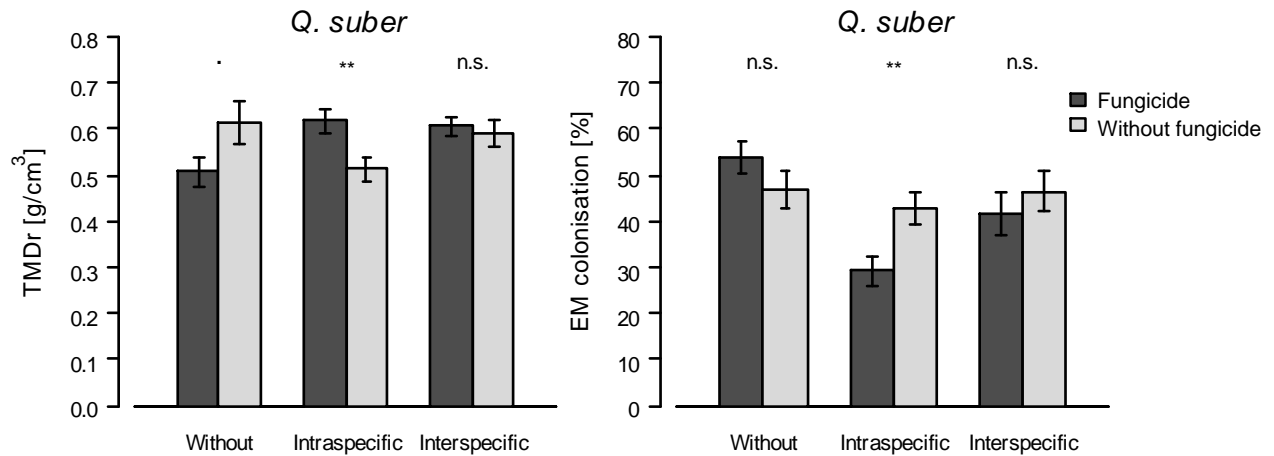 Q. suber
TMDr [g/cm³]
0.8
0.7
0.6
0.5
0.4
0.3
0.2
0.1
0.0
. ** n.s.
Without Intraspecific Interspecific
Q. suber
EM colonisation [%]
80
70
60
50
40
30
20
10
0
n.s. ** n.s.
Without Intraspecific Interspecific
Fungicide
Without fungicide